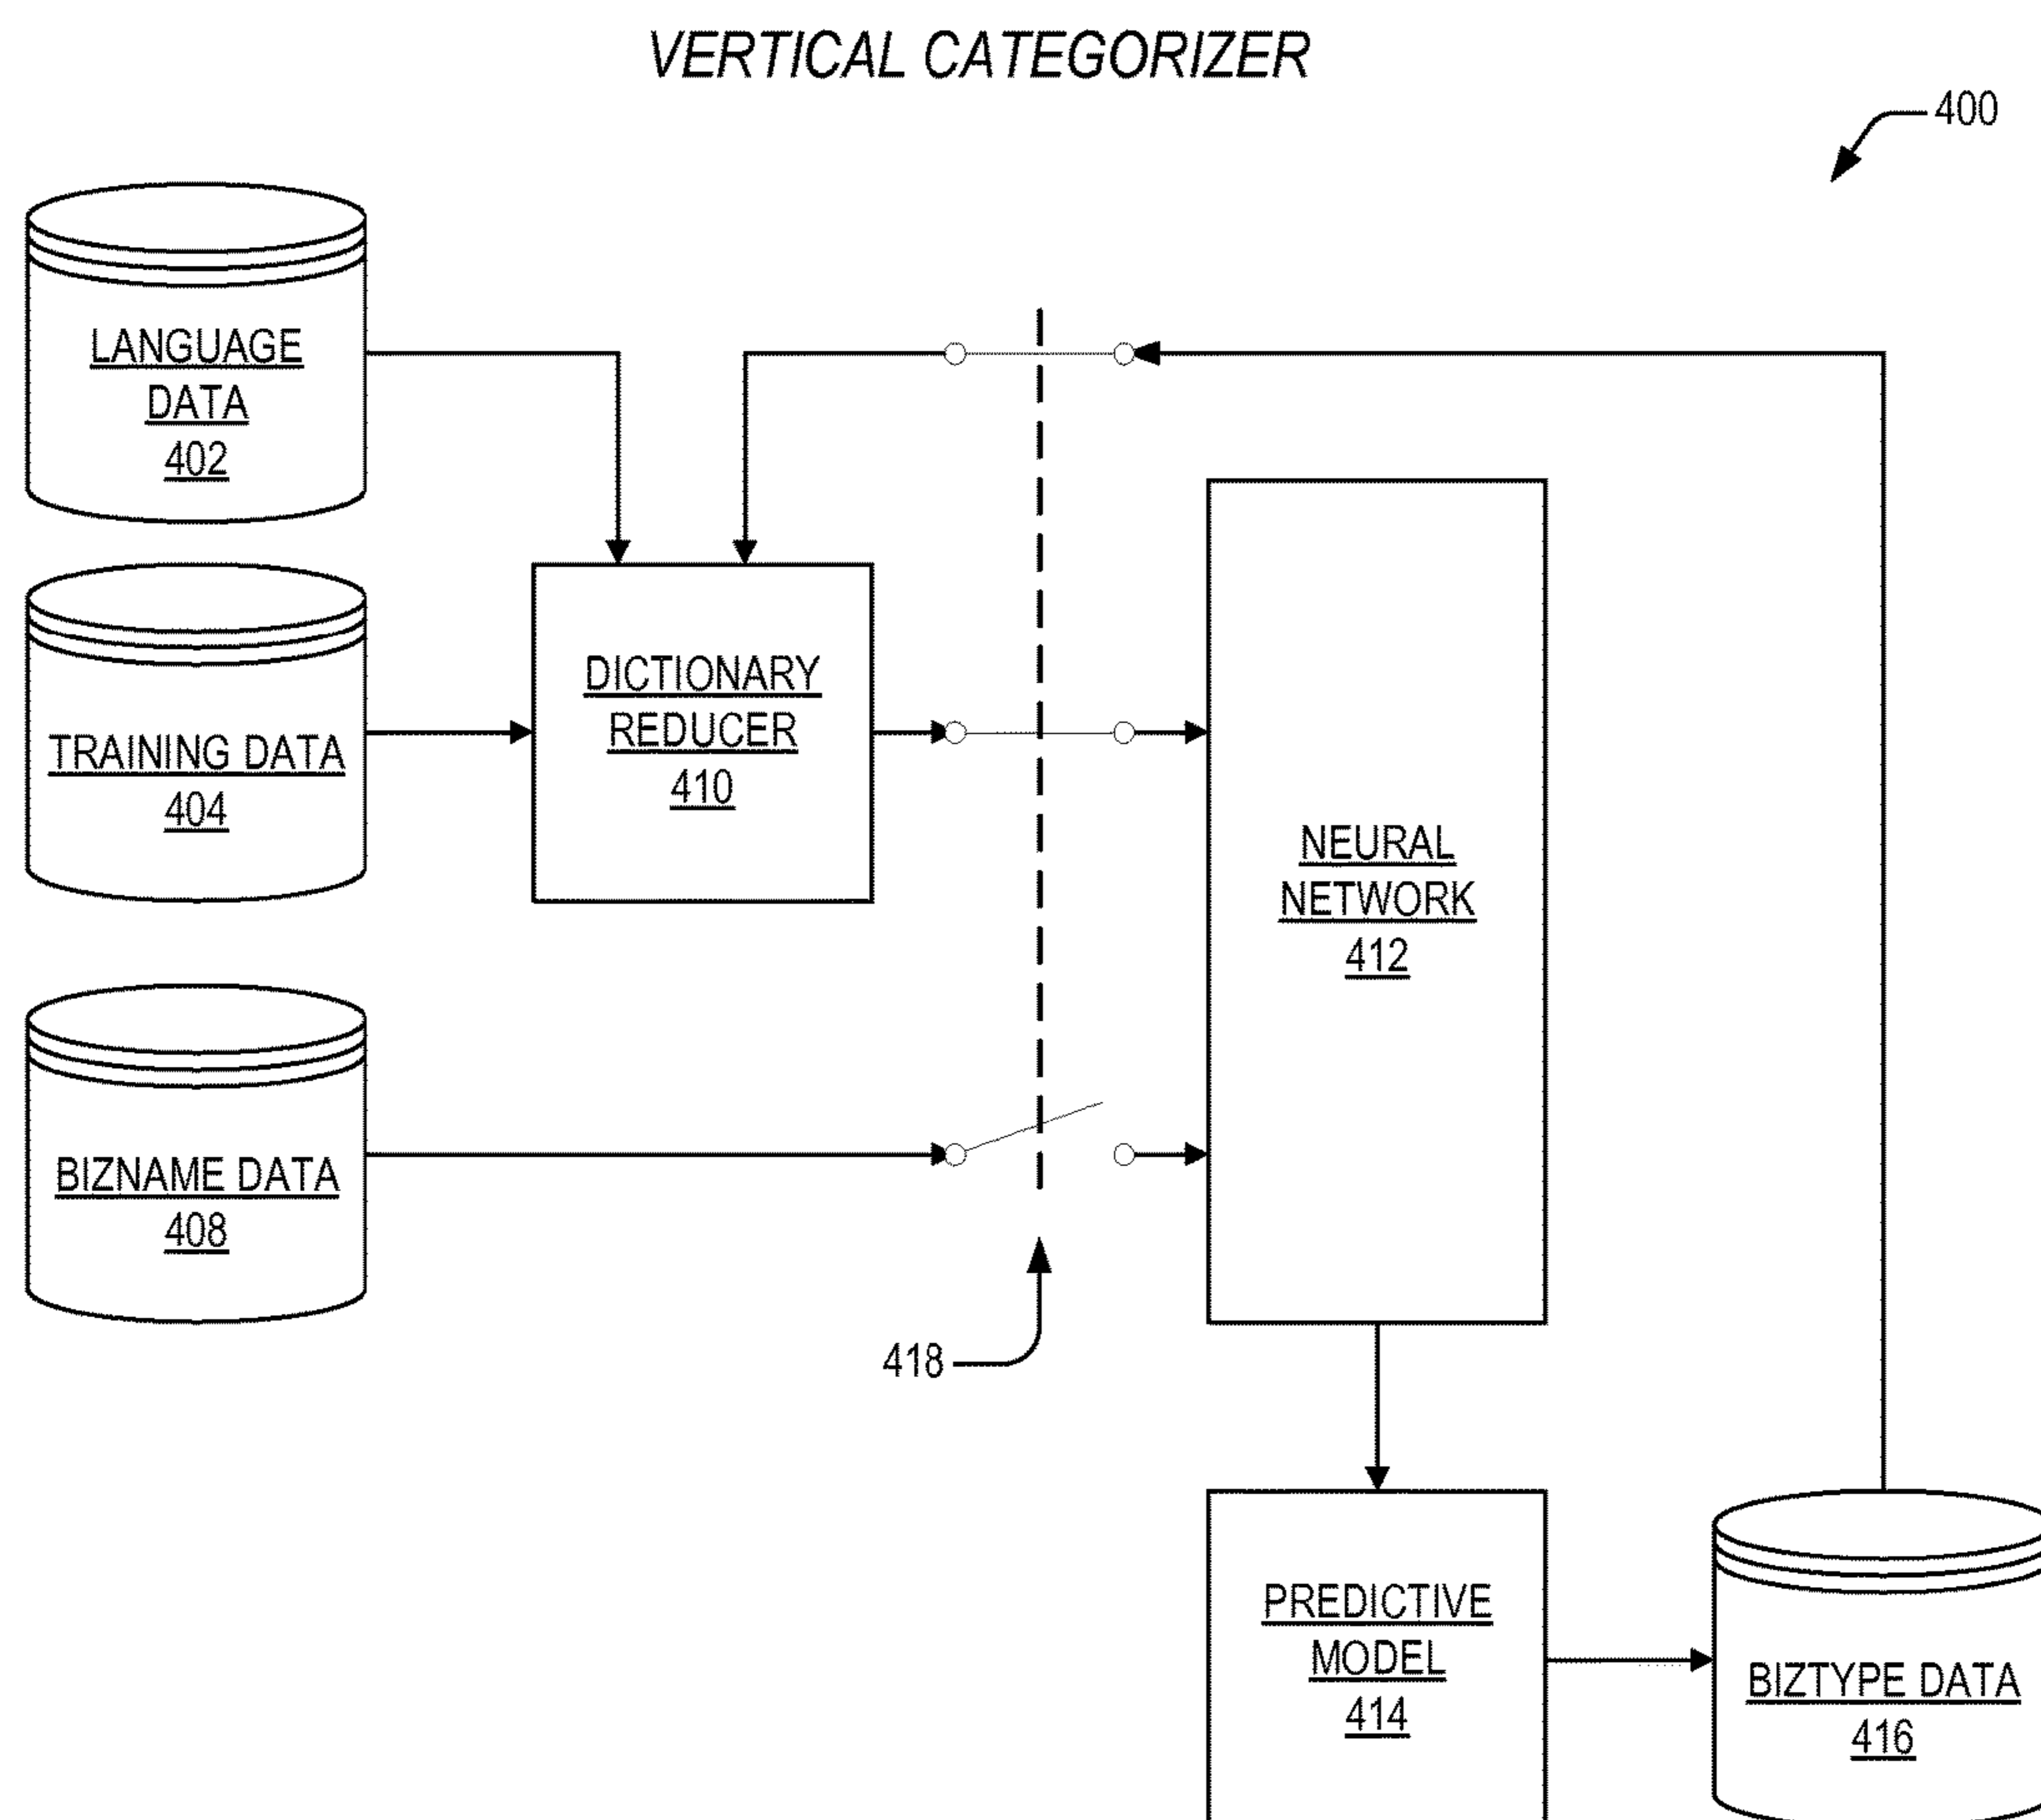 VERTICAL CATEGORIZER
400
LANGUAGE
DATA
402
TRAINING DATA
404
DICTIONARY
REDUCER
410
NEURAL
NETWORK
412
BIZNAME DATA
408
418
PREDICTIVE
MODEL
414
BIZTYPE DATA
416